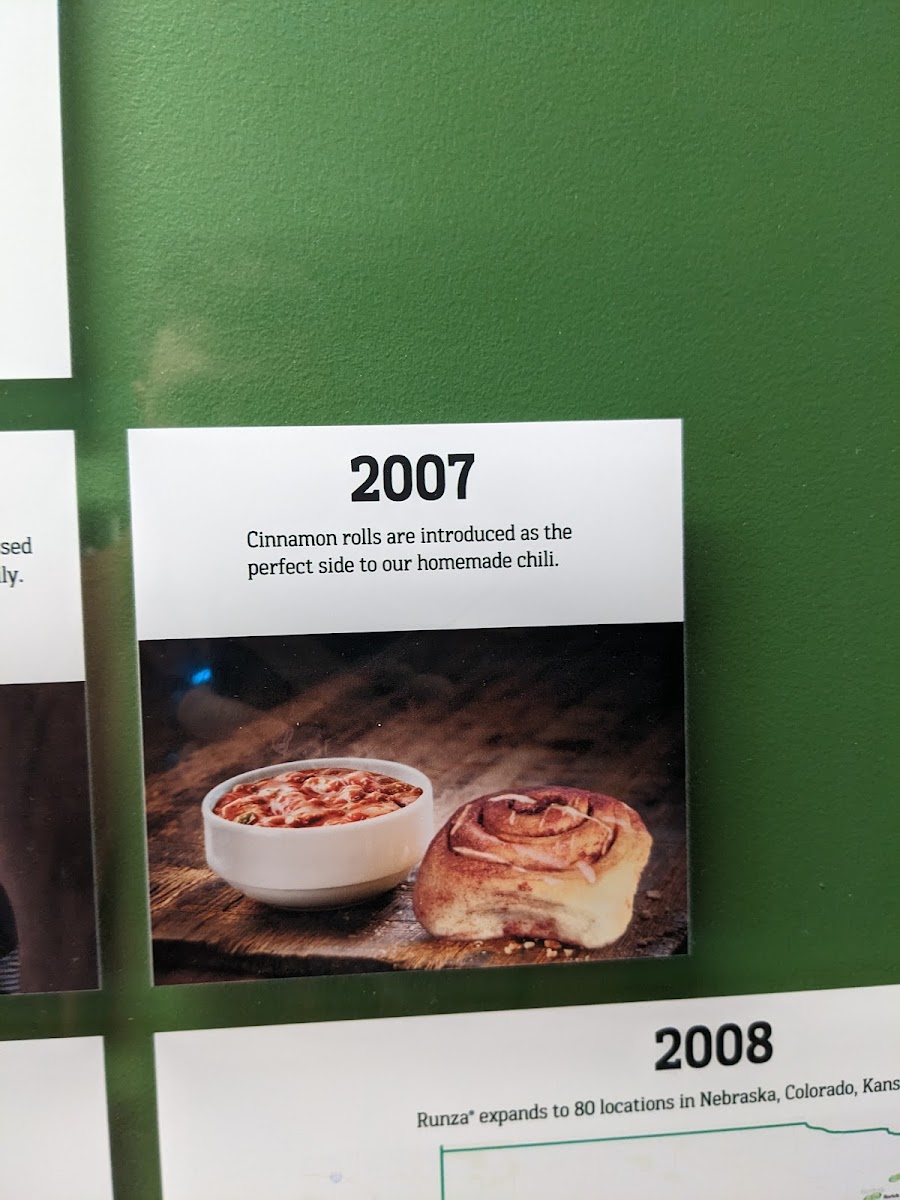 sed
ly.
2007
Cinnamon rolls are introduced as the
perfect side to our homemade chili.
2008
Runza® expands to 80 locations in Nebraska, Colorado, Kans